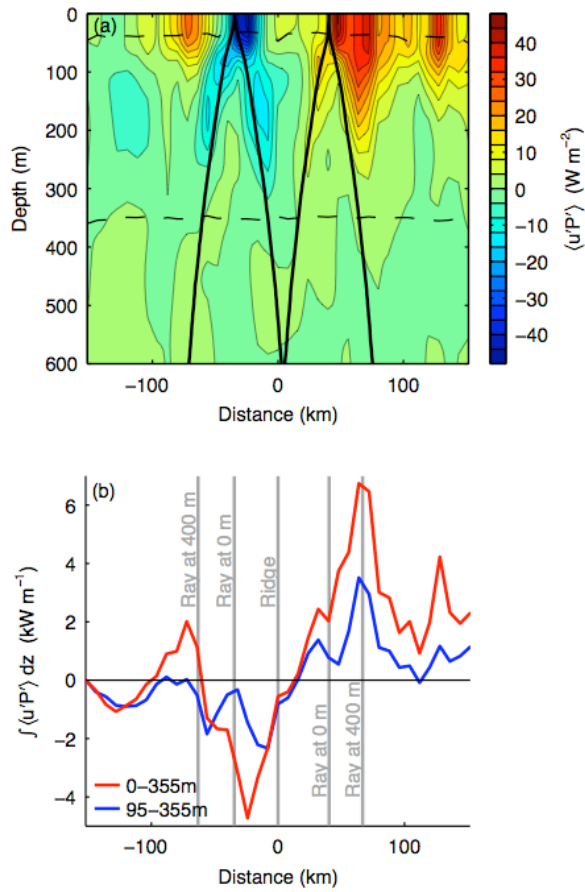 (a)
0
100
200
300
400
500
600
Depth (m)
−100
0
100
Distance (km)
40
30
20
10
0
−10
−20
−30
−40
⟨u'P'⟩ (W m⁻²)
(b)
6
4
2
0
−2
−4
∫⟨u'P'⟩ dz (kW m⁻¹)
Ray at 400 m
Ray at 0 m
Ridge
Ray at 0 m
Ray at 400 m
0−355m
95−355m
−100
0
100
Distance (km)